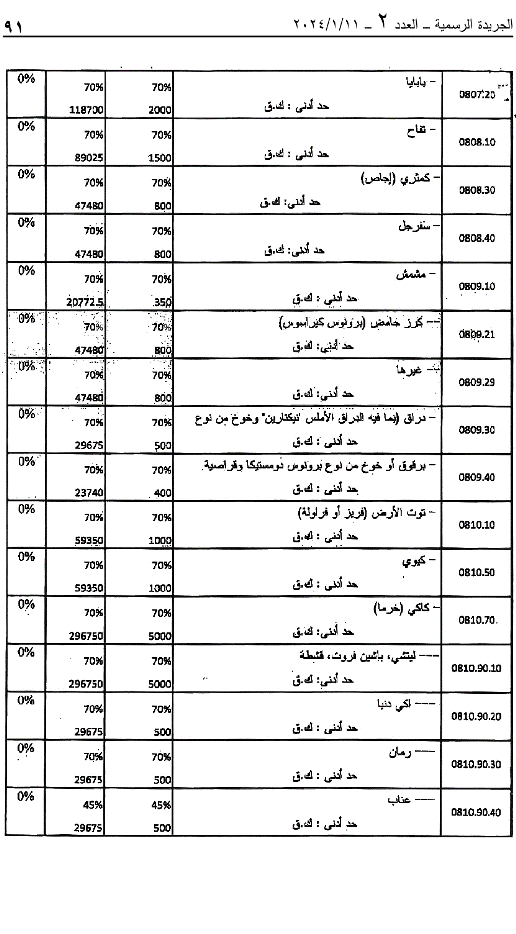 الجريدة الرسمية – العدد ٢ – ٢٠٢٤/١/١١ ٩١
0807.20 – بابايا 70% 70% 0%
حد أدنى : ك.ق 2000 118700
0808.10 – تفاح 70% 70% 0%
حد أدنى : ك.ق 1500 89025
0808.30 – كمثري (إجاص) 70% 70% 0%
حد أدنى: ك.ق 800 47480
0808.40 – سفرجل 70% 70% 0%
حد أدنى: ك.ق 800 47480
0809.10 – مشمش 70% 70% 0%
حد أدنى : ك.ق 350 20772.5
0809.21 –– كرز حامض (برونوس كيراسوس) 70% 70% 0%
حد أدنى: ك.ق 800 47480
0809.29 –– غيرها 70% 70% 0%
حد أدنى: ك.ق 800 47480
0809.30 – دراق (بما فيه الدراق الأملس "نيكتارين" وخوخ من نوع 70% 70% 0%
حد أدنى : ك.ق 500 29675
0809.40 – برقوق أو خوخ من نوع برونوس دومستيكا وقراصية. 70% 70% 0%
حد أدنى: ك.ق 400 23740
0810.10 – توت الأرض (فريز أو فراولة) 70% 70% 0%
حد أدنى: ك.ق 1000 59350
0810.50 – كيوي 70% 70% 0%
حد أدنى: ك.ق 1000 59350
0810.70 – كاكي (خرما) 70% 70% 0%
حد أدنى: ك.ق 5000 296750
0810.90.10 ––– ليتشي، باشين فروت، قشطة 70% 70% 0%
حد أدنى: ك.ق 5000 296750
0810.90.20 ––– اكي دنيا 70% 70% 0%
حد أدنى : ك.ق 500 29675
0810.90.30 ––– رمان 70% 70% 0%
حد أدنى: ك.ق 500 29675
0810.90.40 ––– عناب 45% 45% 0%
حد أدنى : ك.ق 500 29675